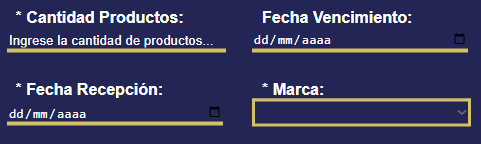 * Cantidad Productos:
Ingrese la cantidad de productos...
Fecha Vencimiento:
dd/mm/aaaa
* Fecha Recepción:
dd/mm/aaaa
* Marca: